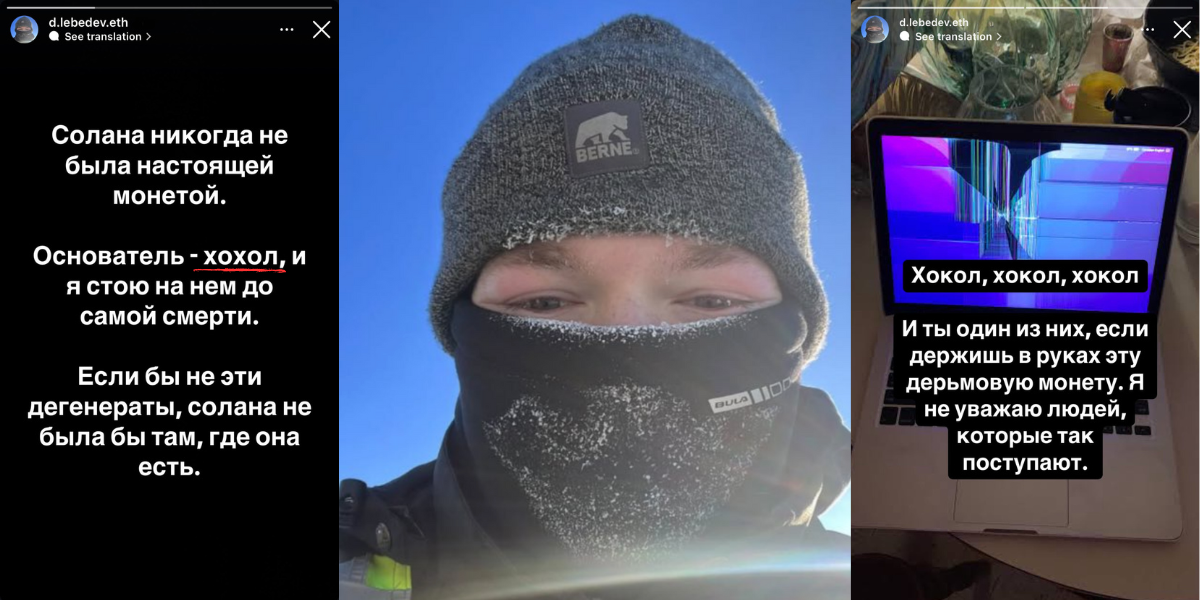 d.lebedev.eth
See translation >
Солана никогда не
была настоящей
монетой.
Основатель - хохол, и
я стою на нем до
самой смерти.
Если бы не эти
дегенераты, солана не
была бы там, где она
есть.
BERNE
BULA
d.lebedev.eth
See translation >
Хокол, хокол, хокол
И ты один из них, если
держишь в руках эту
дерьмовую монету. Я
не уважаю людей,
которые так
поступают.